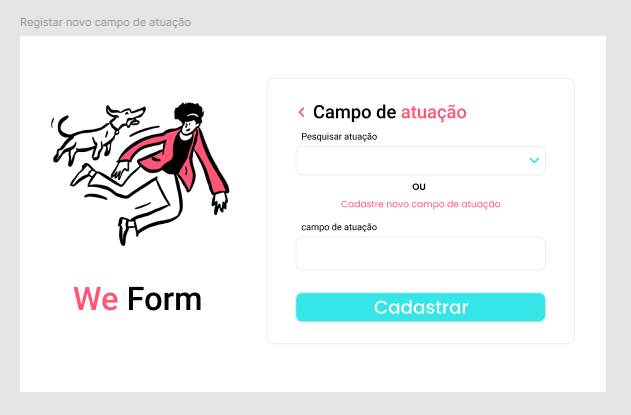 Registar novo campo de atuação
Campo de atuação
Pesquisar atuação
OU
Cadastre novo campo de atuação
campo de atuação
Cadastrar
We Form